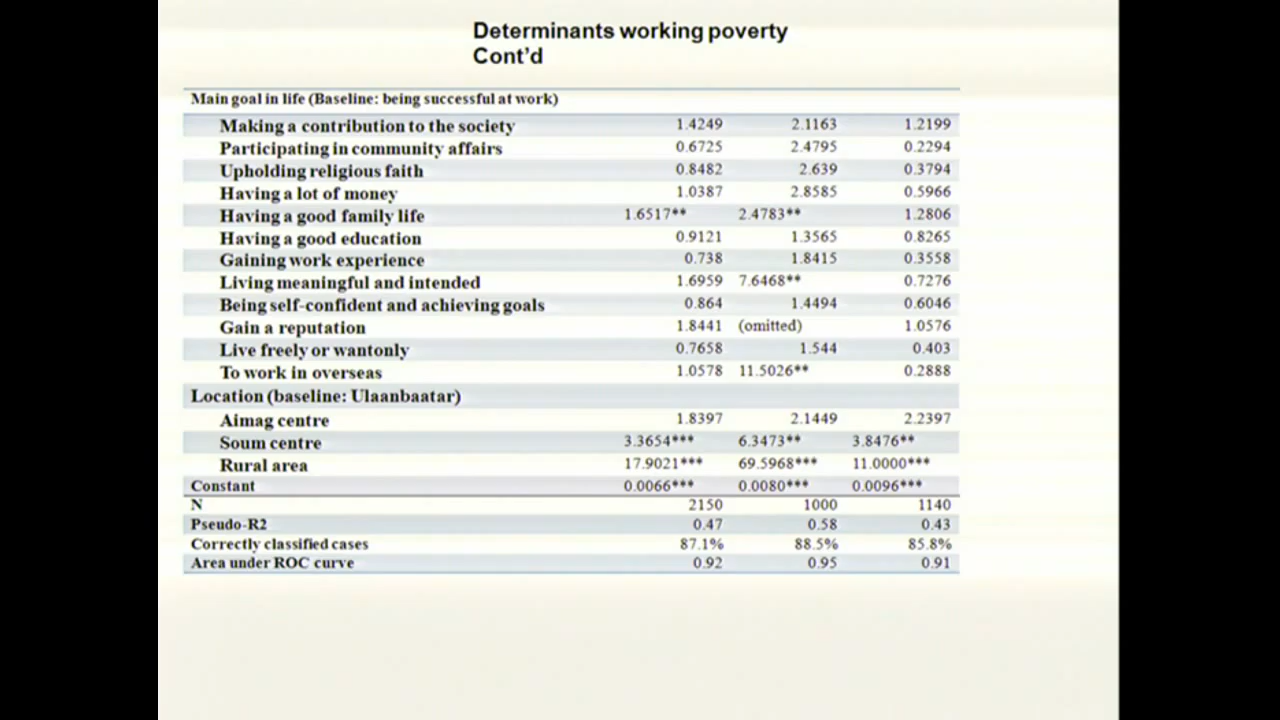 Determinants working poverty
Cont'd
Main goal in life (Baseline: being successful at work)
Making a contribution to the society 1.4249 2.1163 1.2199
Participating in community affairs 0.6725 2.4795 0.2294
Upholding religious faith 0.8482 2.639 0.3794
Having a lot of money 1.0387 2.8585 0.5966
Having a good family life 1.6517** 2.4783** 1.2806
Having a good education 0.9121 1.3565 0.8265
Gaining work experience 0.738 1.8415 0.3558
Living meaningful and intended 1.6959 7.6468** 0.7276
Being self-confident and achieving goals 0.864 1.4494 0.6046
Gain a reputation 1.8441 (omitted) 1.0576
Live freely or wantonly 0.7658 1.544 0.403
To work in overseas 1.0578 11.5026** 0.2888
Location (baseline: Ulaanbaatar)
Aimag centre 1.8397 2.1449 2.2397
Soum centre 3.3654*** 6.3473** 3.8476**
Rural area 17.9021*** 69.5968*** 11.0000***
Constant 0.0066*** 0.0080*** 0.0096***
N 2150 1000 1140
Pseudo-R2 0.47 0.58 0.43
Correctly classified cases 87.1% 88.5% 85.8%
Area under ROC curve 0.92 0.95 0.91